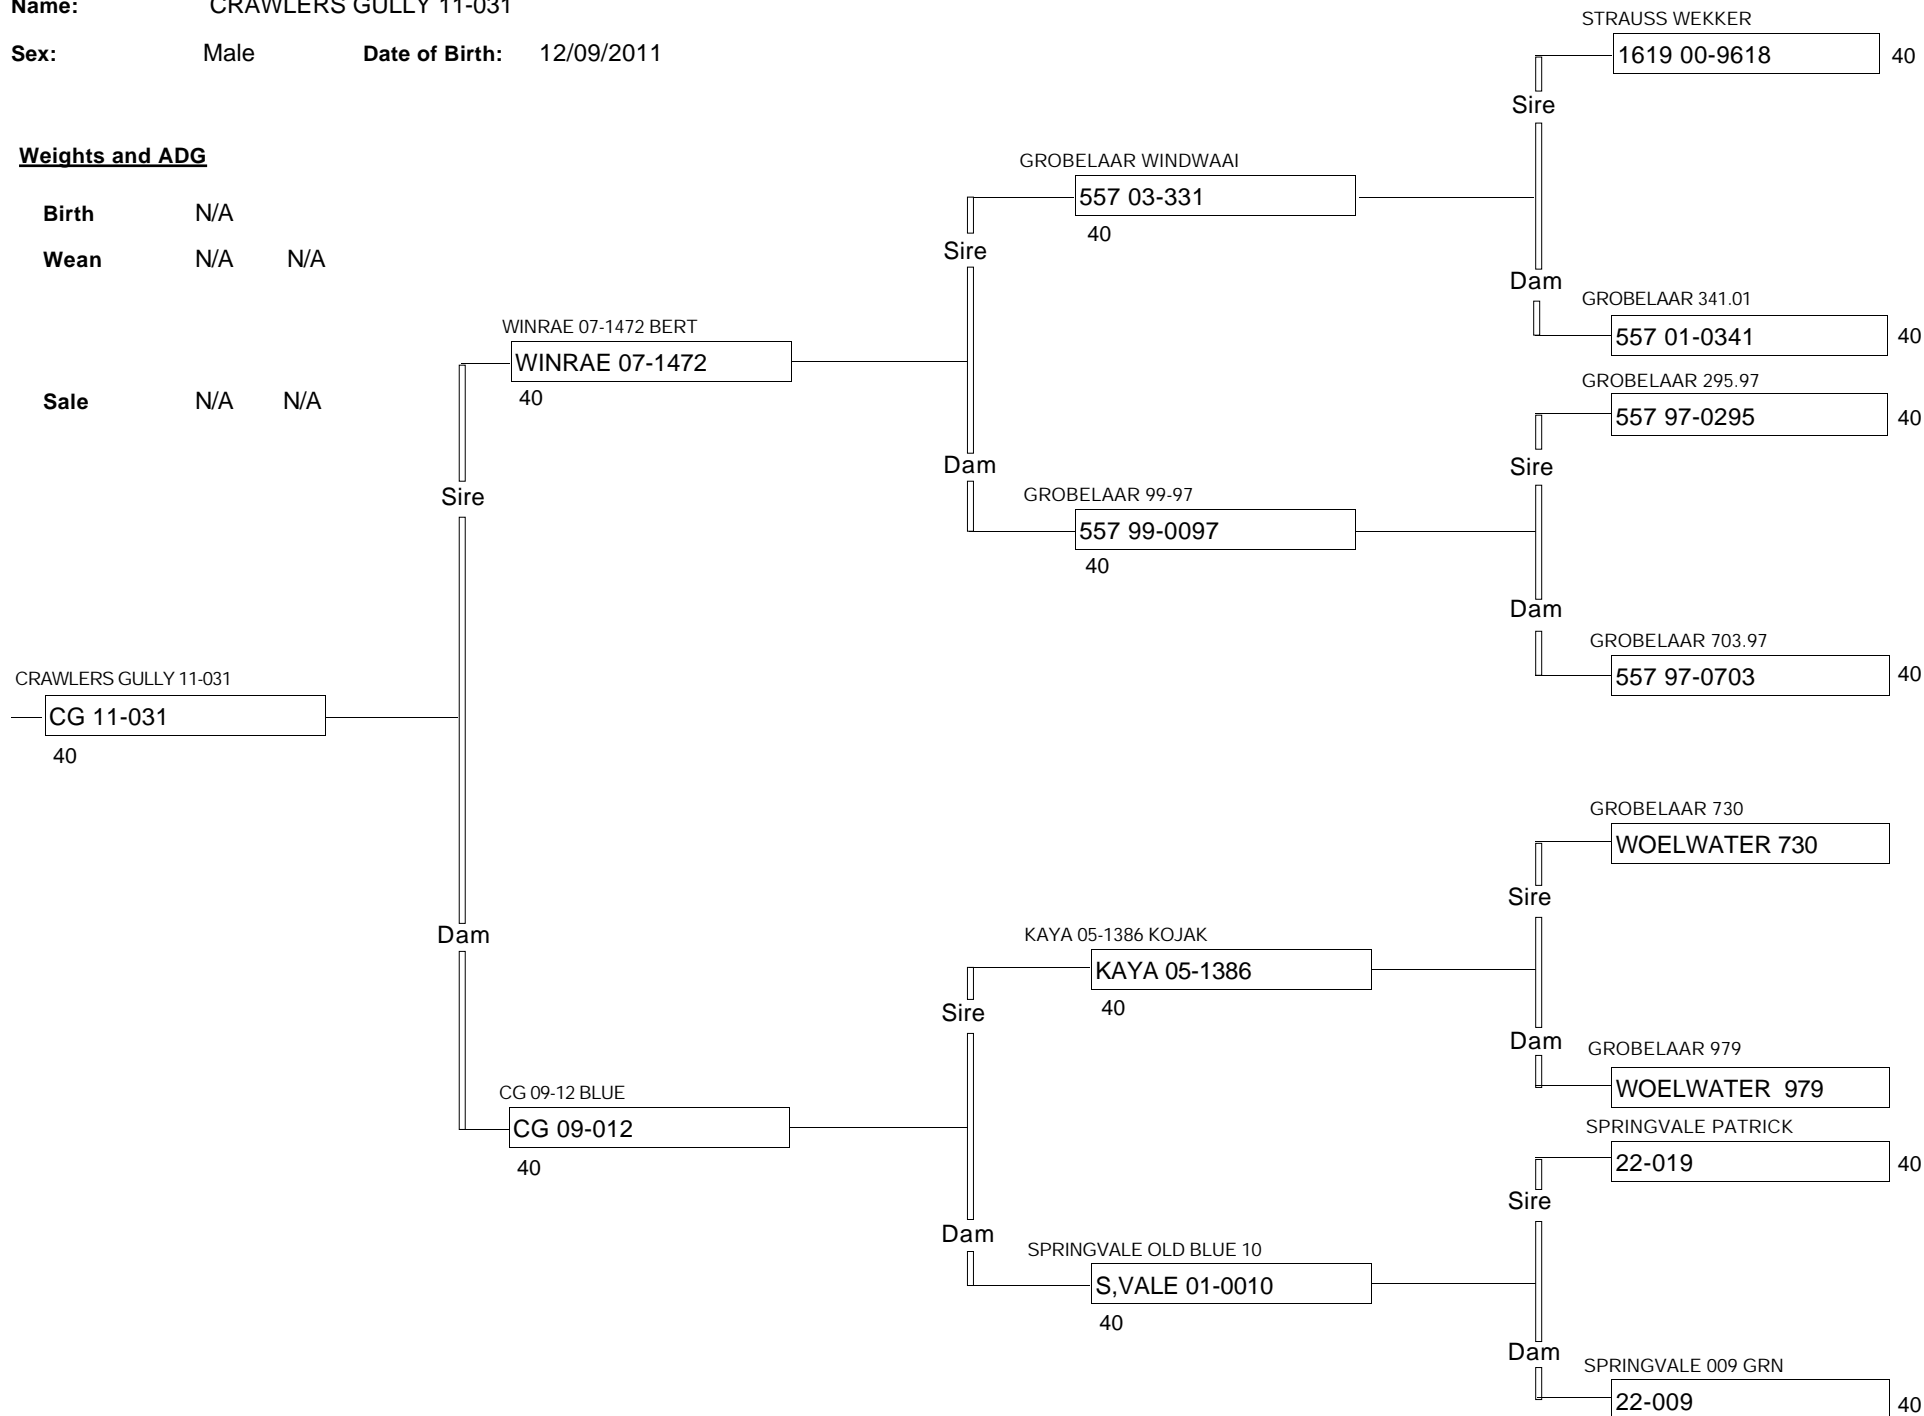 Name: CRAWLERS GULLY 11-031
Sex: Male Date of Birth: 12/09/2011
Weights and ADG
Birth N/A
Wean N/A N/A
Sale N/A N/A
CRAWLERS GULLY 11-031
CG 11-031
40
Sire
Dam
WINRAE 07-1472 BERT
WINRAE 07-1472
40
CG 09-12 BLUE
CG 09-012
40
Sire
Dam
GROBELAAR WINDWAAI
557 03-331
40
GROBELAAR 99-97
557 99-0097
40
Sire
Dam
KAYA 05-1386 KOJAK
KAYA 05-1386
40
SPRINGVALE OLD BLUE 10
S,VALE 01-0010
40
Sire
Dam
STRAUSS WEKKER
1619 00-9618 40
GROBELAAR 341.01
557 01-0341 40
Sire
Dam
GROBELAAR 295.97
557 97-0295 40
GROBELAAR 703.97
557 97-0703 40
Sire
Dam
GROBELAAR 730
WOELWATER 730
GROBELAAR 979
WOELWATER 979
Sire
Dam
SPRINGVALE PATRICK
22-019 40
SPRINGVALE 009 GRN
22-009 40